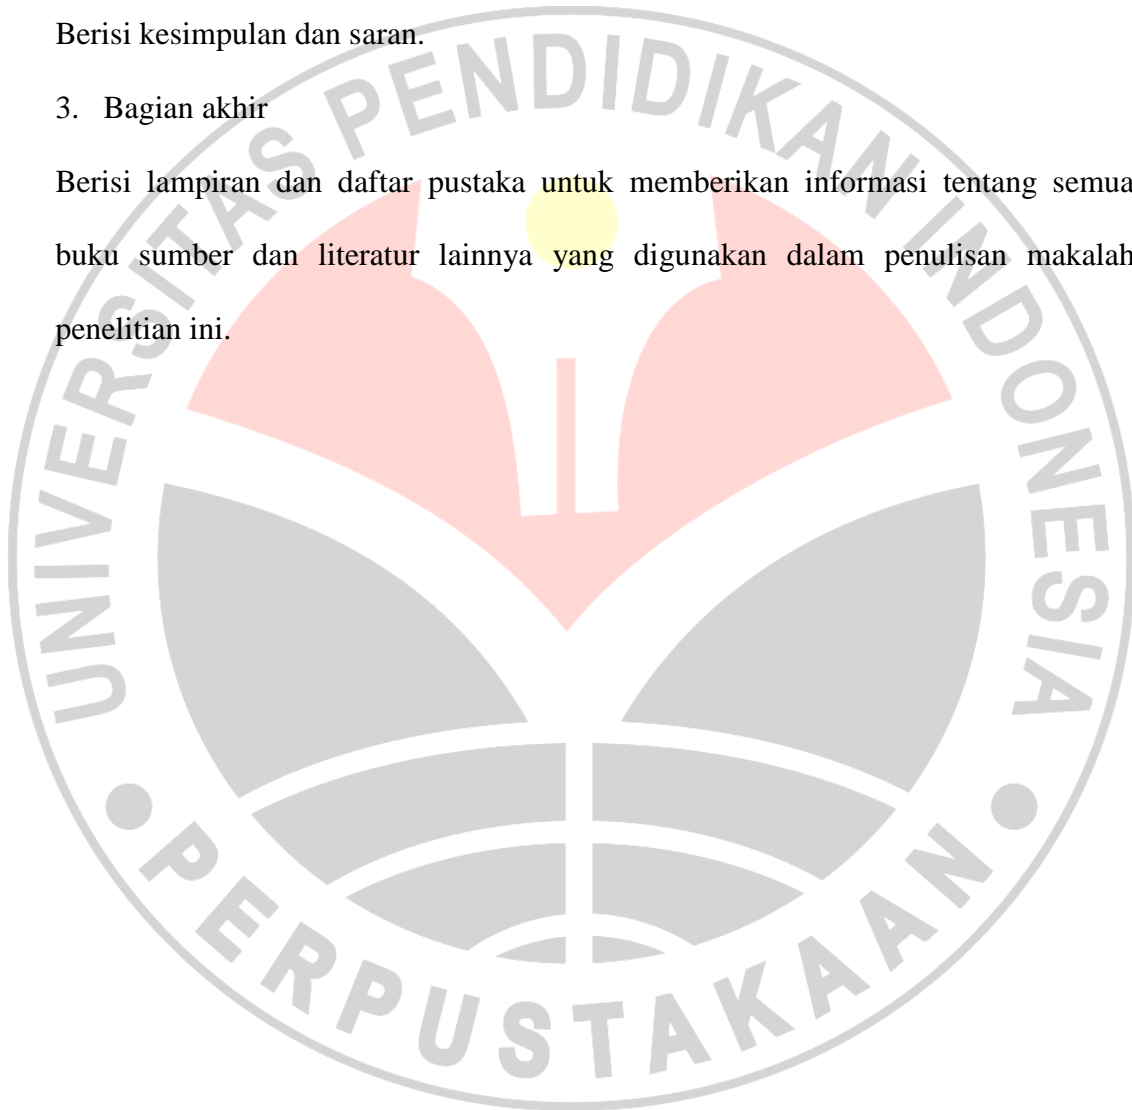 Berisi kesimpulan dan saran.
3. Bagian akhir
Berisi lampiran dan daftar pustaka untuk memberikan informasi tentang semua
buku sumber dan literatur lainnya yang digunakan dalam penulisan makalah
penelitian ini.
UNIVERSITAS PENDIDIKAN INDONESIA
PERPUSTAKAAN